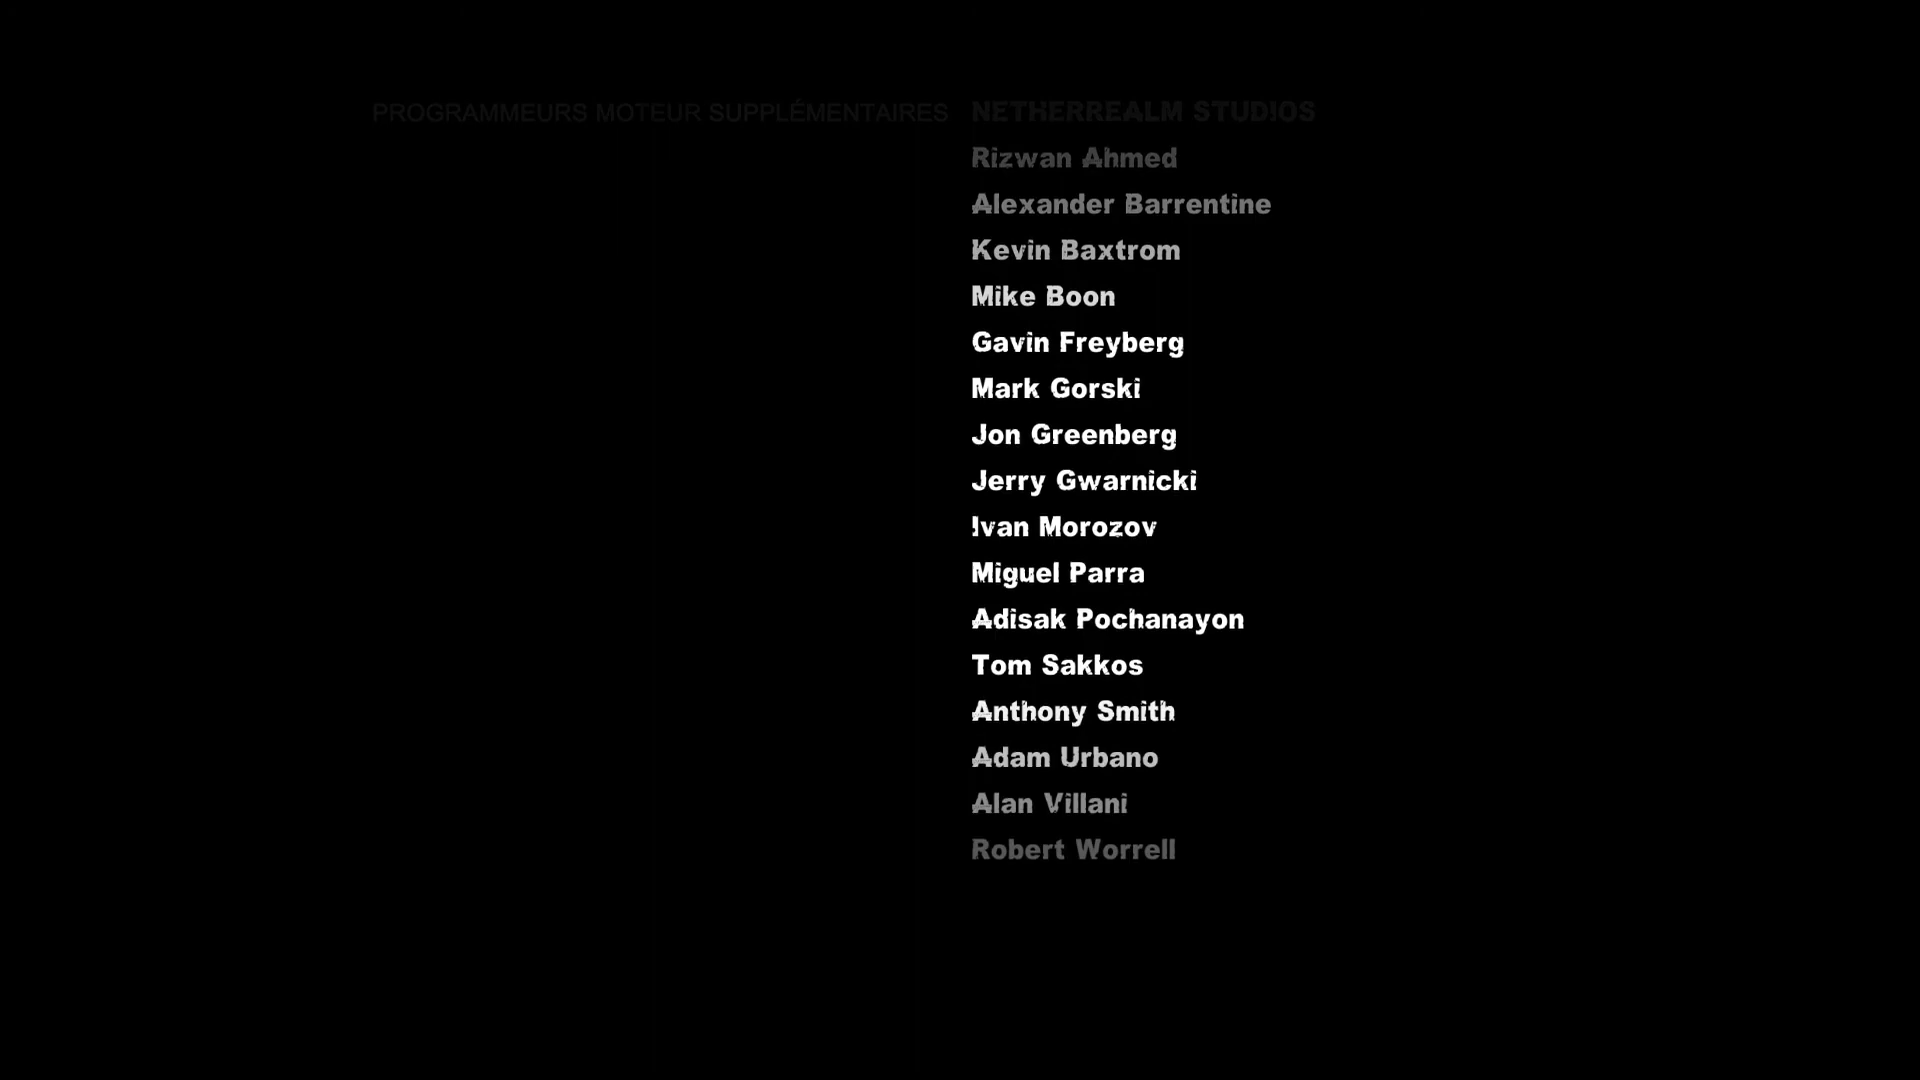 PROGRAMMEURS MOTEUR SUPPLÉMENTAIRES NETHERREALM STUDIOS
Rizwan Ahmed
Alexander Barrentine
Kevin Baxtrom
Mike Boon
Gavin Freyberg
Mark Gorski
Jon Greenberg
Jerry Gwarnicki
Ivan Morozov
Miguel Parra
Adisak Pochanayon
Tom Sakkos
Anthony Smith
Adam Urbano
Alan Villani
Robert Worrell